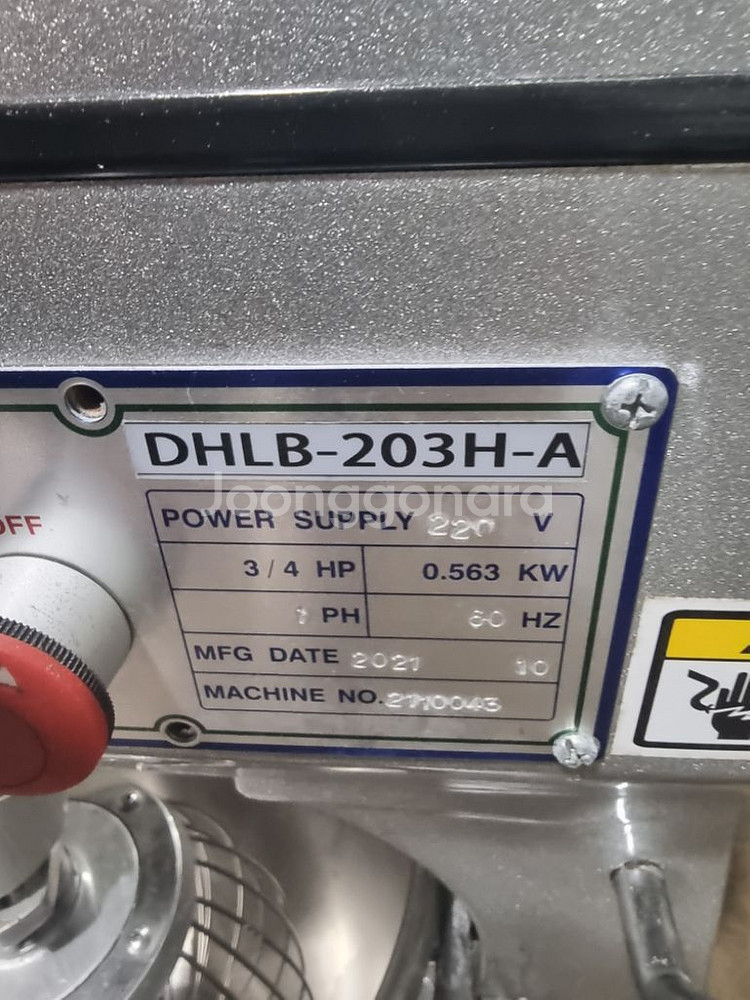 DHLB-203H-A
Joonggonara
OFF
POWER SUPPLY 220 V
3/4 HP 0.563 KW
1 PH 60 HZ
MFG DATE 2021 10
MACHINE NO. 2110043